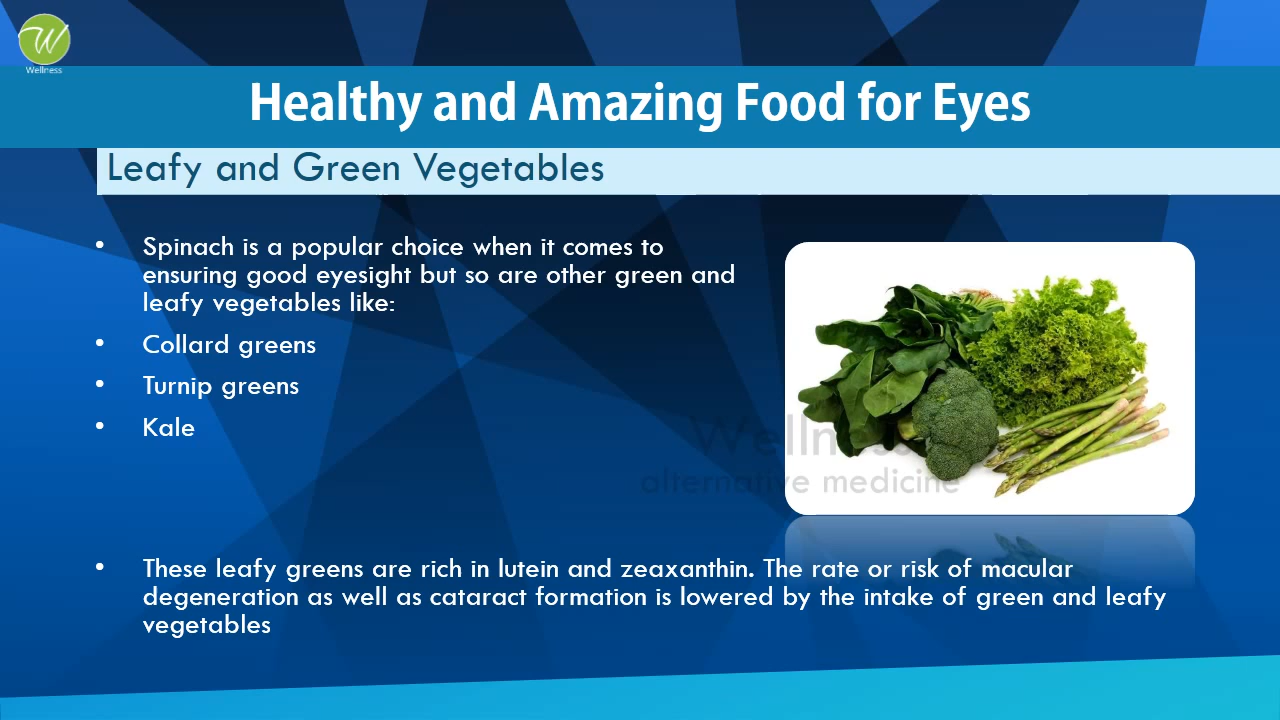 Wellness
Healthy and Amazing Food for Eyes
Leafy and Green Vegetables
• Spinach is a popular choice when it comes to
ensuring good eyesight but so are other green and
leafy vegetables like:
• Collard greens
• Turnip greens
• Kale
Wellness
alternative medicine
• These leafy greens are rich in lutein and zeaxanthin. The rate or risk of macular
degeneration as well as cataract formation is lowered by the intake of green and leafy
vegetables